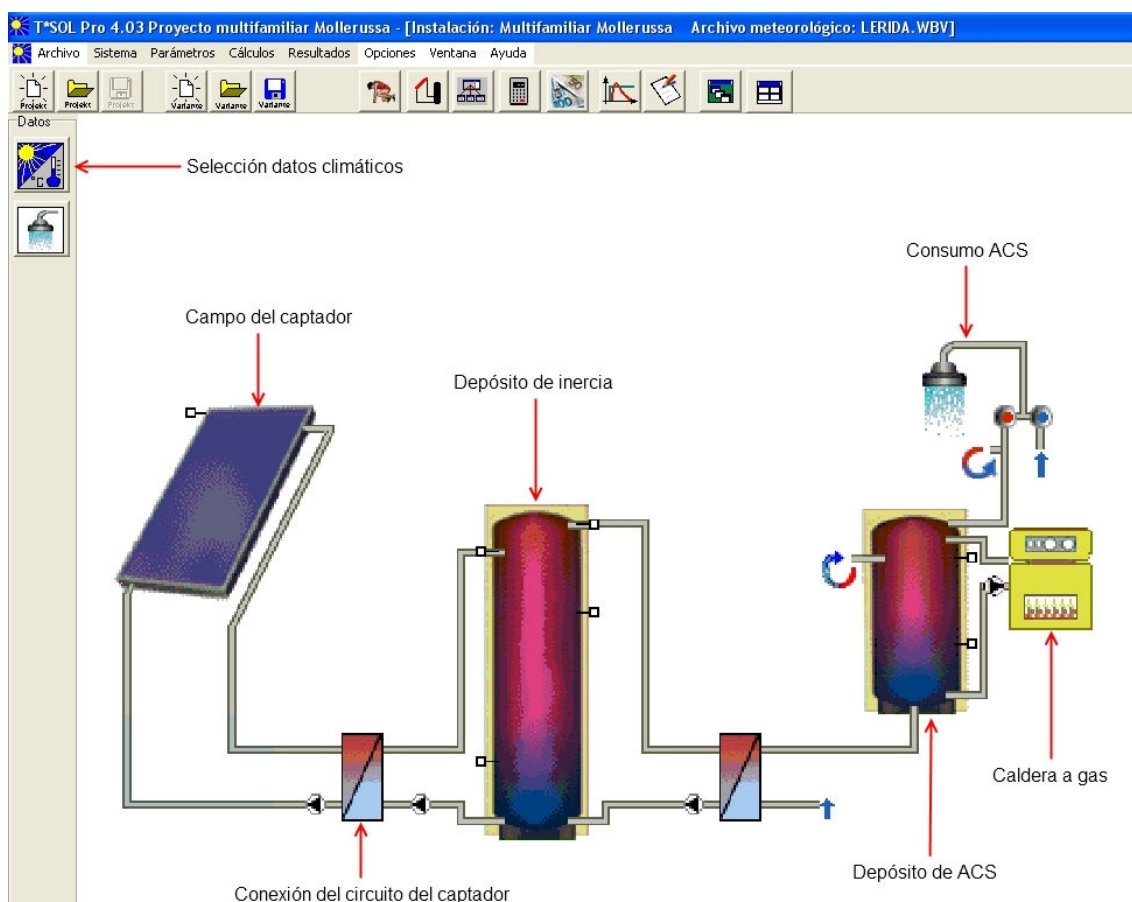 T*SOL Pro 4.03 Proyecto multifamiliar Mollerussa - [Instalación: Multifamiliar Mollerussa Archivo meteorológico: LERIDA.WBV]
Archivo Sistema Parámetros Cálculos Resultados Opciones Ventana Ayuda
Projekt Projekt Projekt Variante Variante Variante
Datos
°C
Selección datos climáticos
Consumo ACS
Campo del captador
Depósito de inercia
Caldera a gas
Depósito de ACS
Conexión del circuito del captador